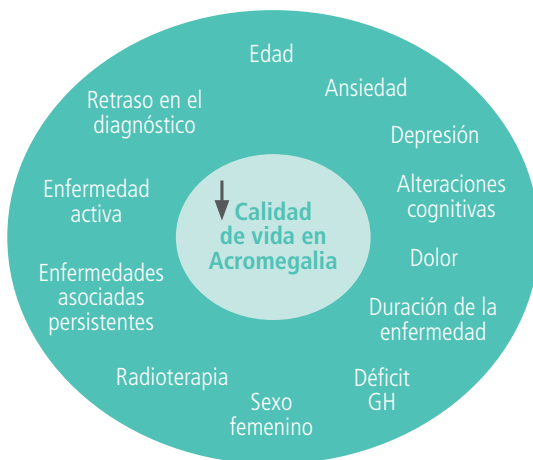 Edad
Ansiedad
Depresión
Alteraciones
cognitivas
Dolor
Duración de la
enfermedad
Déficit
GH
Sexo
femenino
Radioterapia
Enfermedades
asociadas
persistentes
Enfermedad
activa
Retraso en el
diagnóstico
Calidad
de vida en
Acromegalia